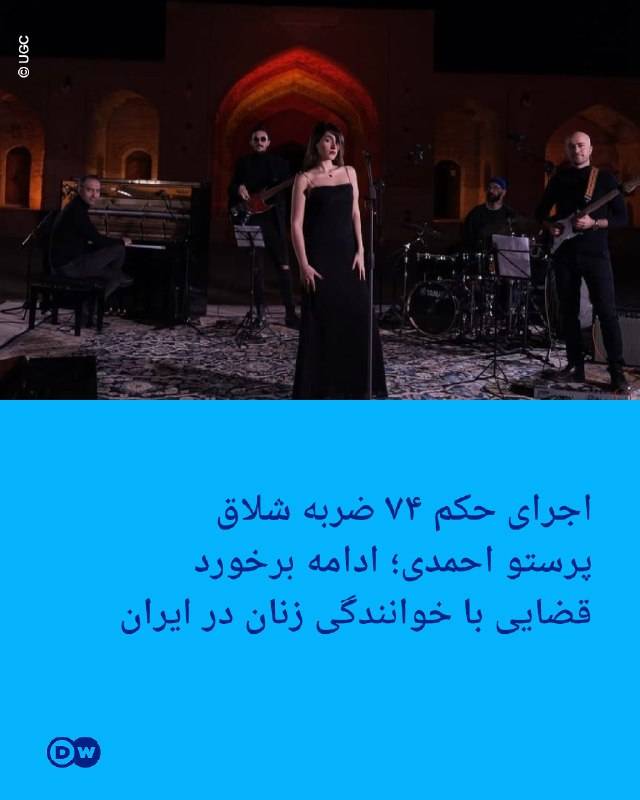 © UGC
اجرای حکم ۷۴ ضربه شلاق
پرستو احمدی؛ ادامه برخورد
قضایی با خوانندگی زنان در ایران
DW